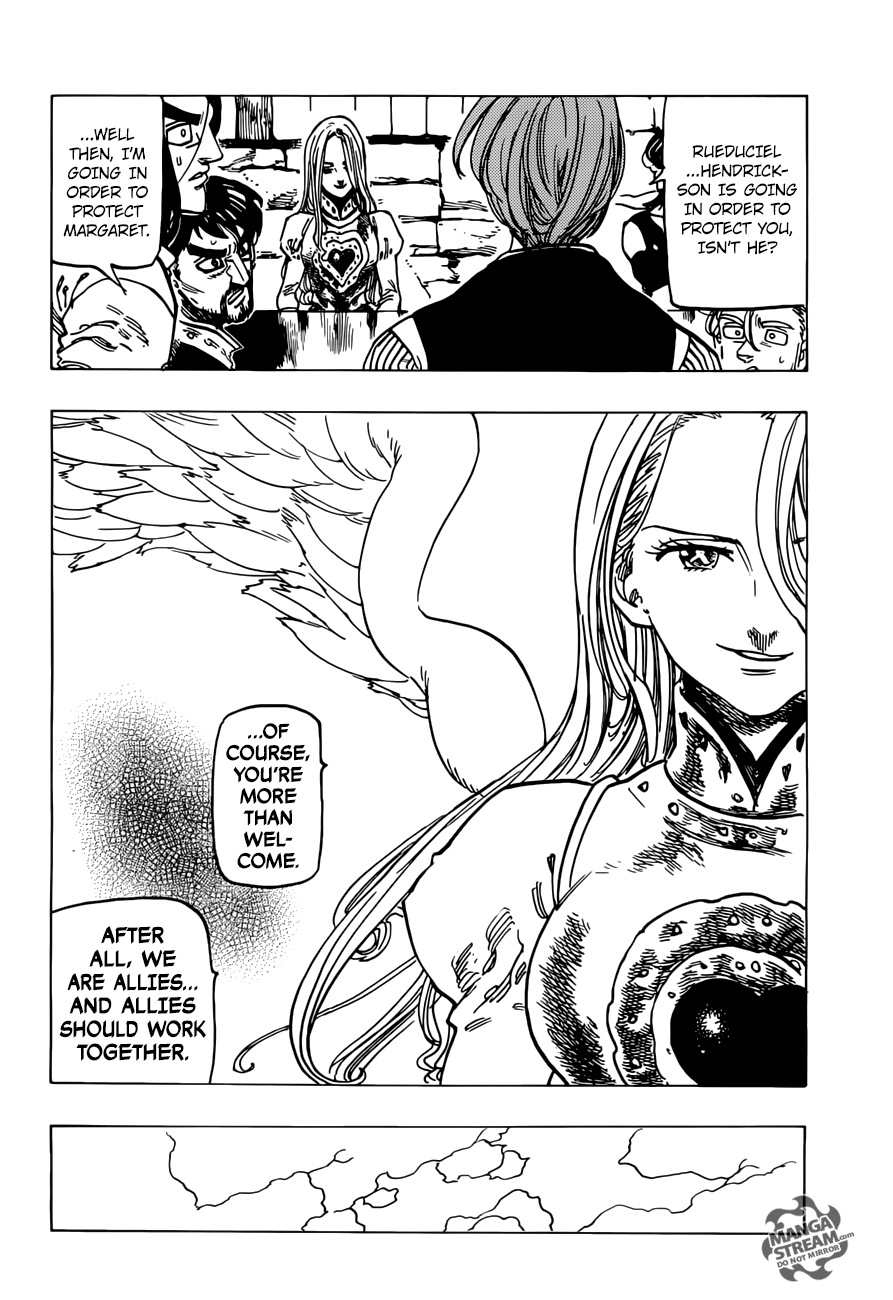 RUEDUCIEL
...HENDRICK-
SON IS GOING
IN ORDER TO
PROTECT YOU,
ISN'T HE?
...WELL
THEN, I'M
GOING IN
ORDER TO
PROTECT
MARGARET.
...OF
COURSE,
YOU'RE
MORE
THAN
WEL-
COME.
AFTER
ALL, WE
ARE ALLIES...
AND ALLIES
SHOULD WORK
TOGETHER.
MANGA
STREAM.com
DO NOT MIRROR